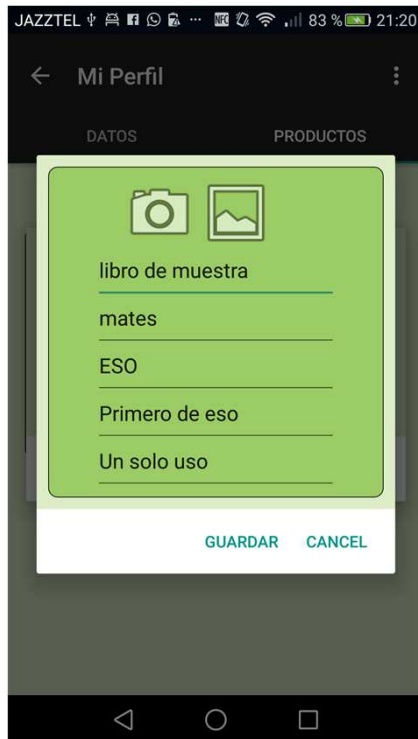 JAZZTEL ... NFC 83 % 21:20
Mi Perfil
DATOS PRODUCTOS
libro de muestra
mates
ESO
Primero de eso
Un solo uso
GUARDAR CANCEL